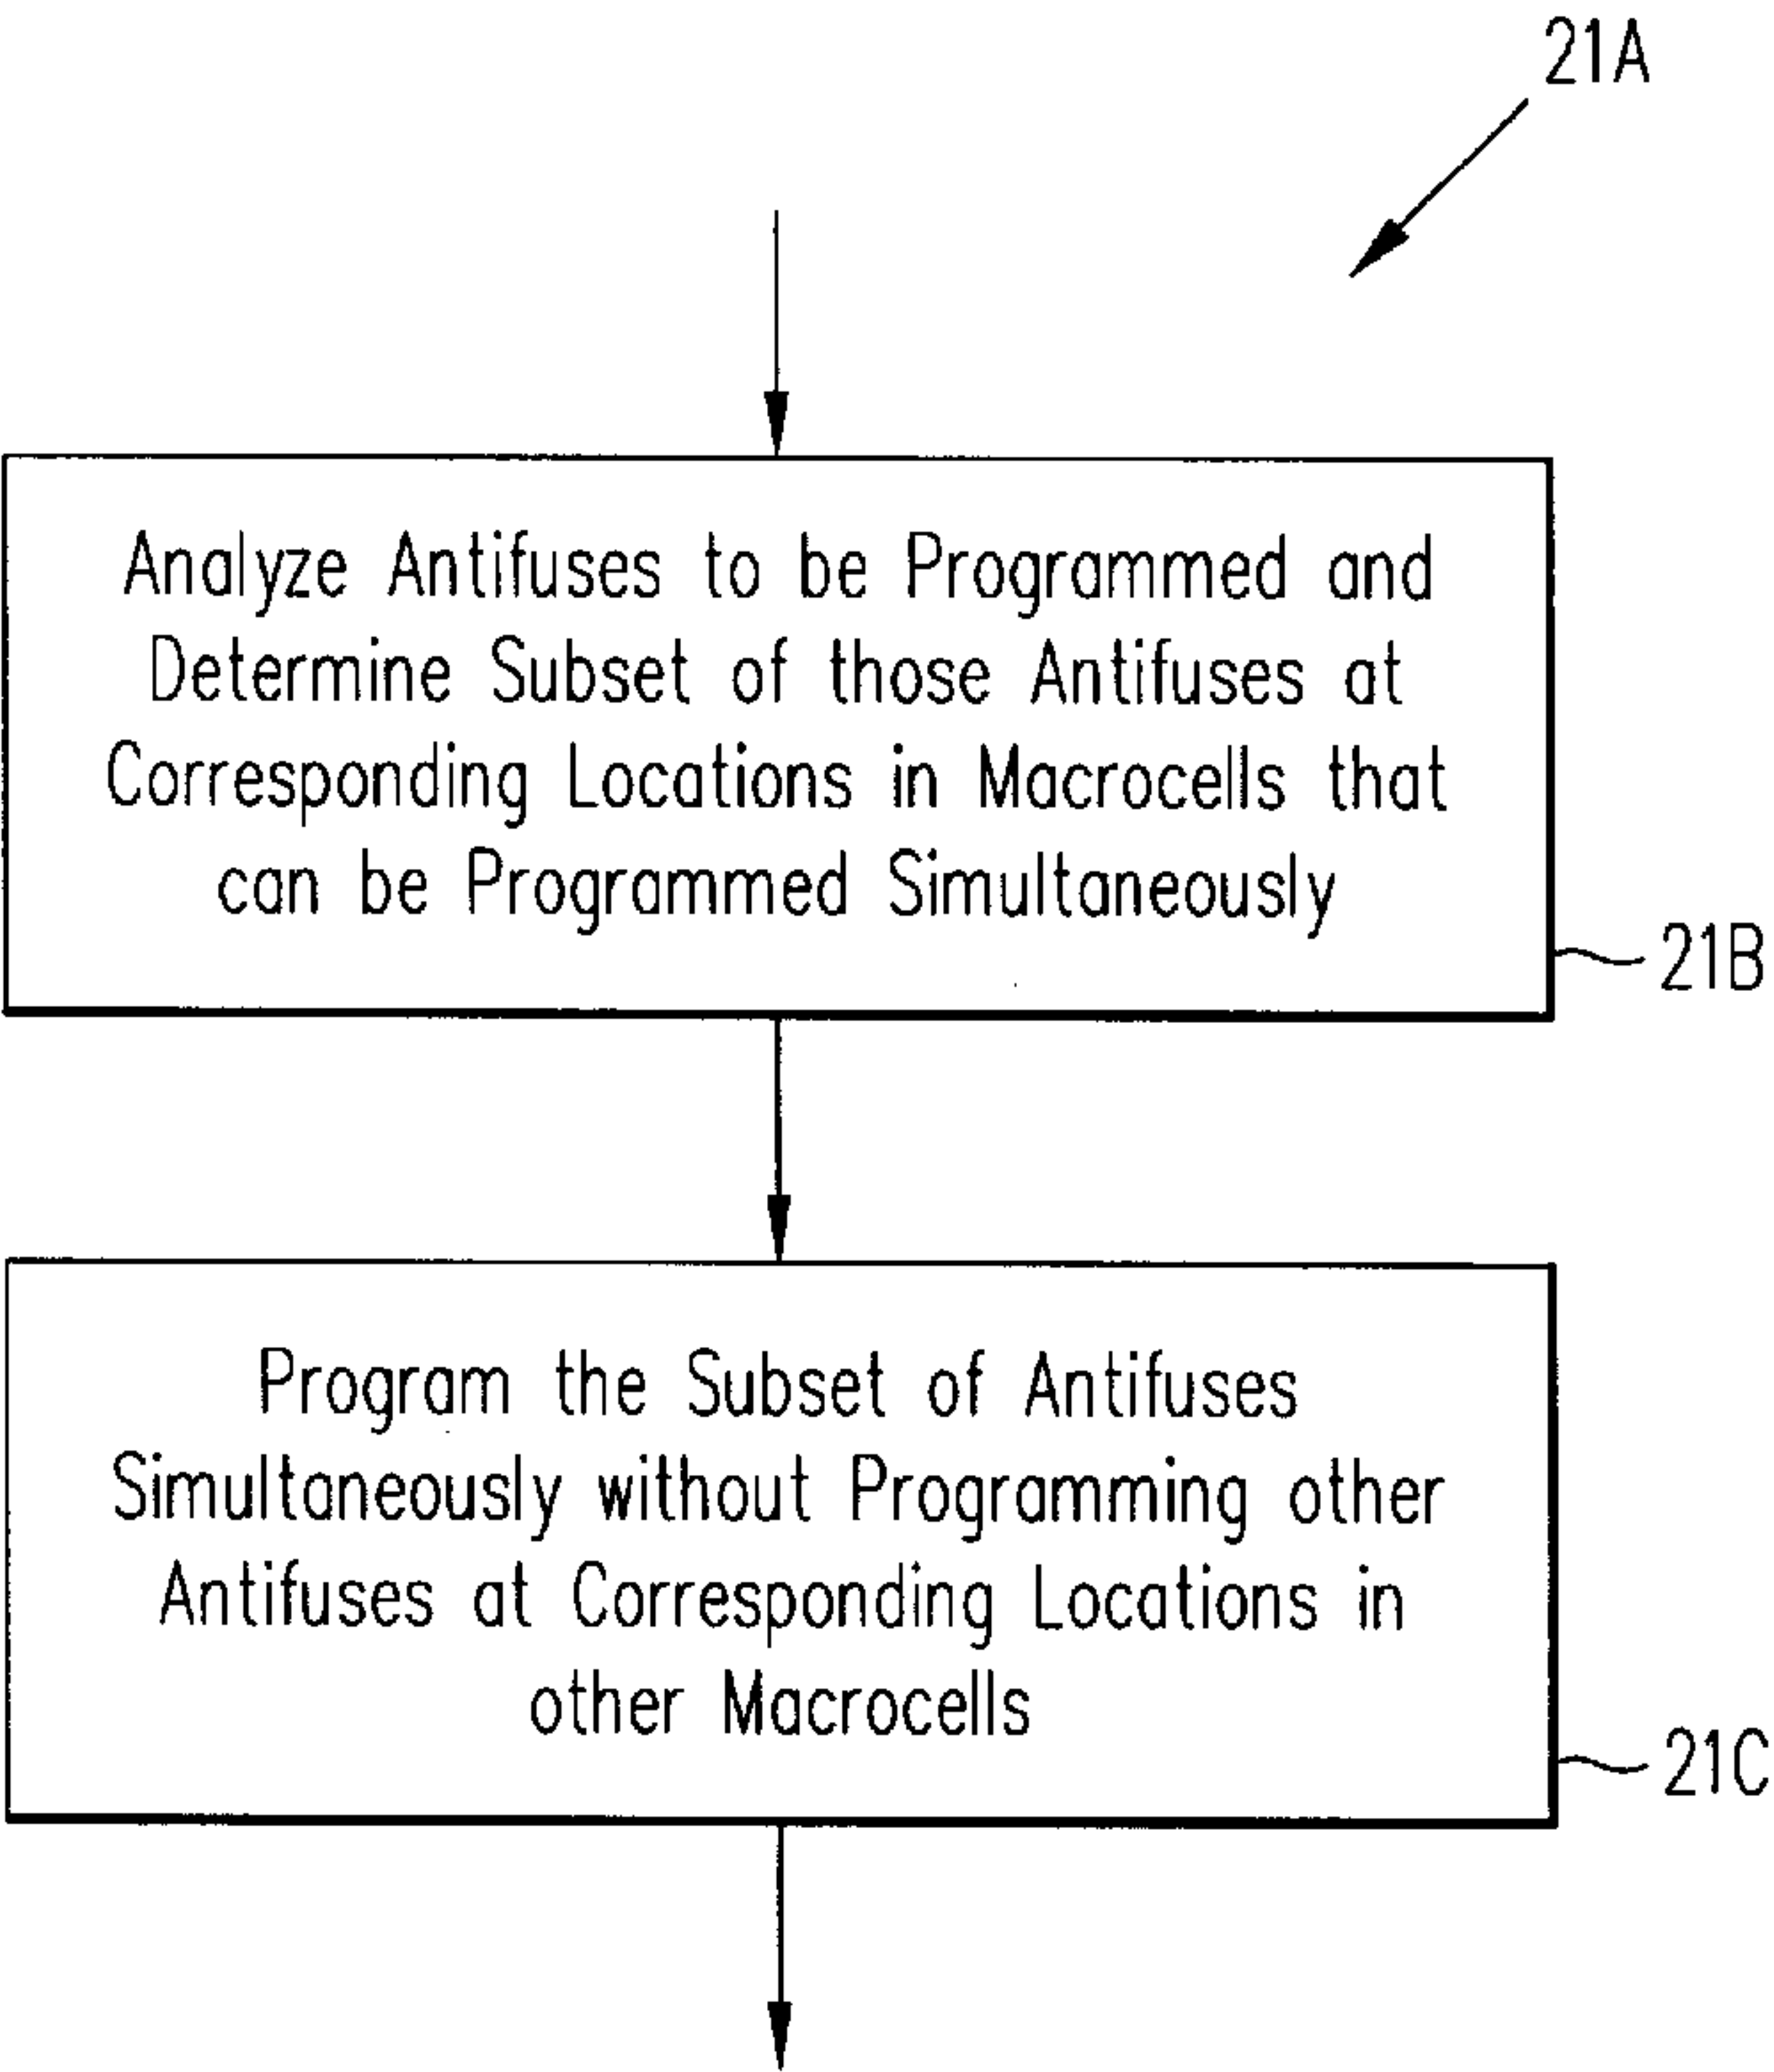 21A
Analyze Antifuses to be Programmed and
Determine Subset of those Antifuses at
Corresponding Locations in Macrocells that
can be Programmed Simultaneously
21B
Program the Subset of Antifuses
Simultaneously without Programming other
Antifuses at Corresponding Locations in
other Macrocells
21C